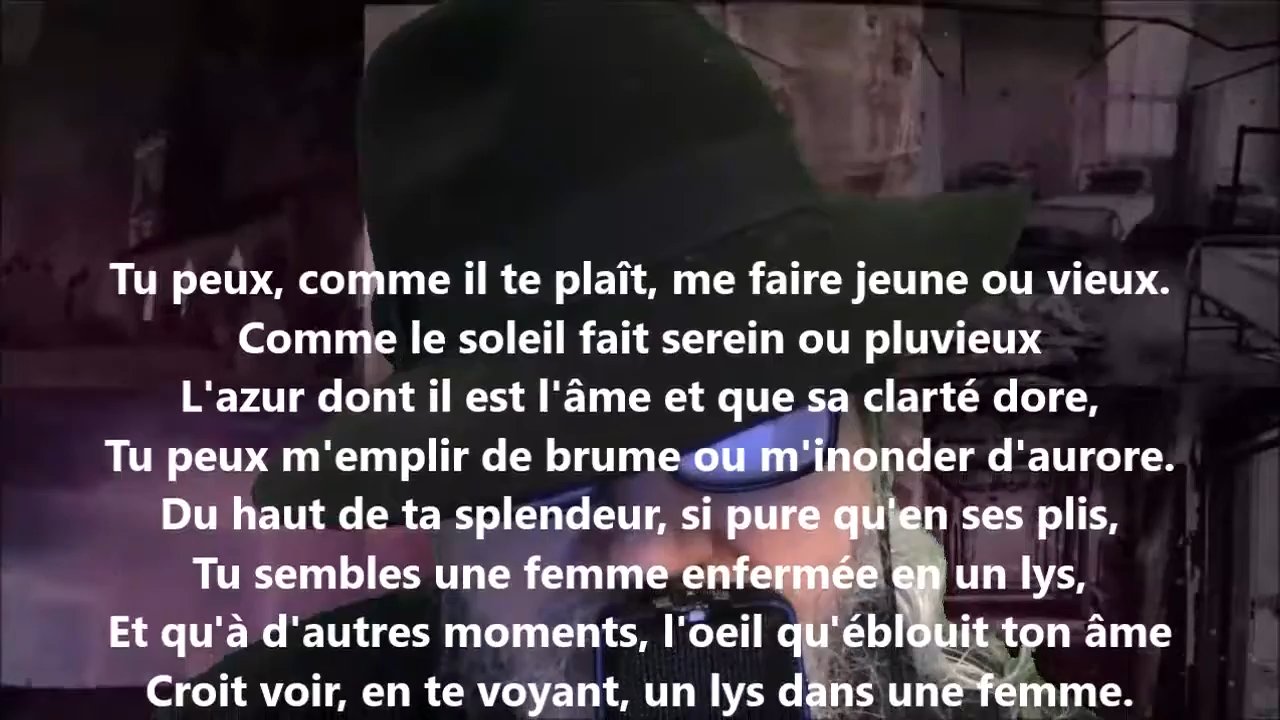 Tu peux, comme il te plaît, me faire jeune ou vieux.
Comme le soleil fait serein ou pluvieux
L'azur dont il est l'âme et que sa clarté dore,
Tu peux m'emplir de brume ou m'inonder d'aurore.
Du haut de ta splendeur, si pure qu'en ses plis,
Tu sembles une femme enfermée en un lys,
Et qu'à d'autres moments, l'oeil qu'éblouit ton âme
Croit voir, en te voyant, un lys dans une femme.